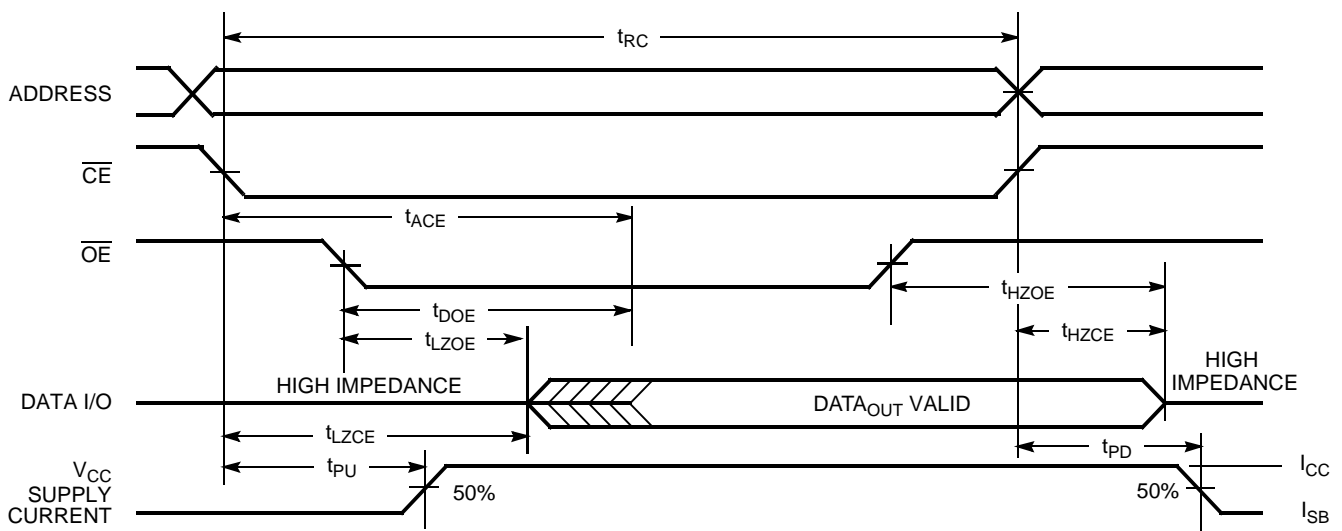 tRC
ADDRESS
CE
tACE
OE
tHZOE
tDOE
tLZOE
tHZCE
HIGH IMPEDANCE
HIGH
IMPEDANCE
DATA I/O
DATAOUT VALID
tLZCE
tPU
tPD
VCC
SUPPLY
CURRENT
50%
50%
ICC
ISB